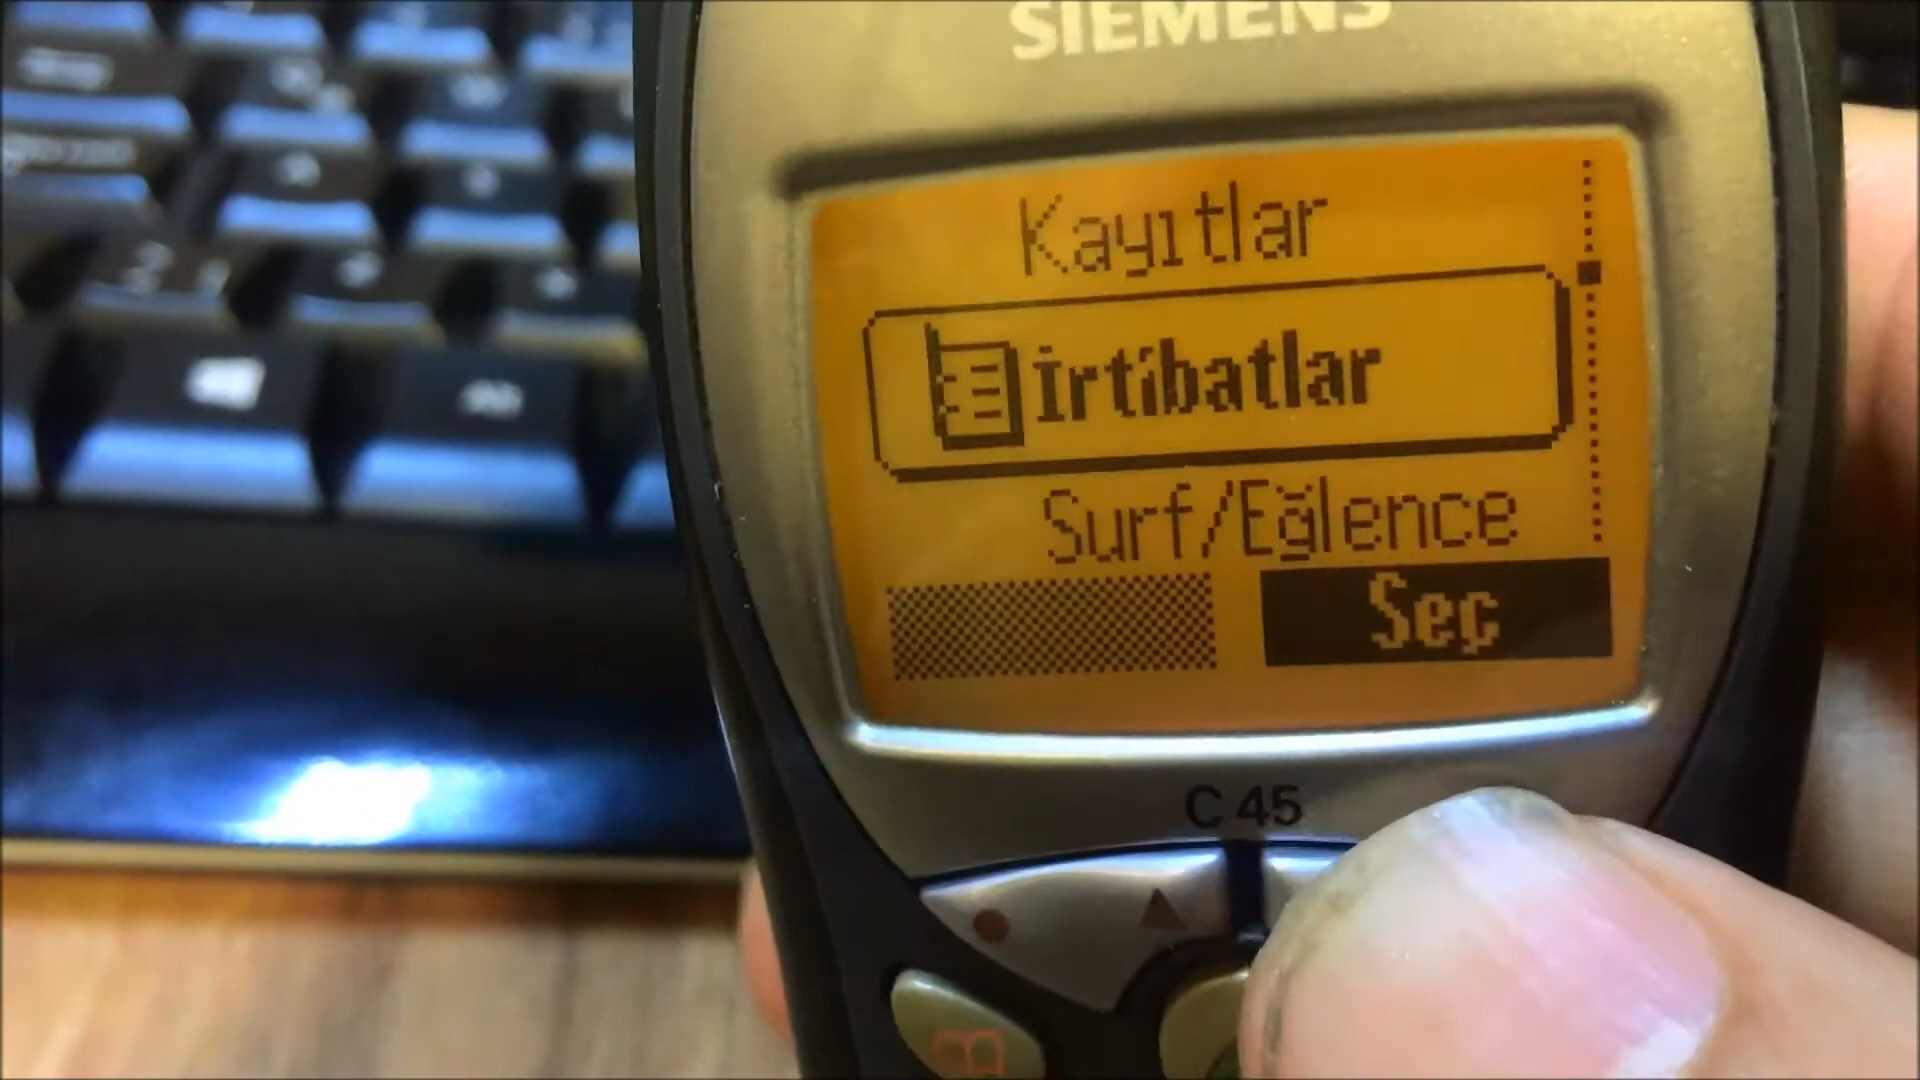 SIEMENS
Kayıtlar
İrtibatlar
Surf/Eğlence
Seç
C 45